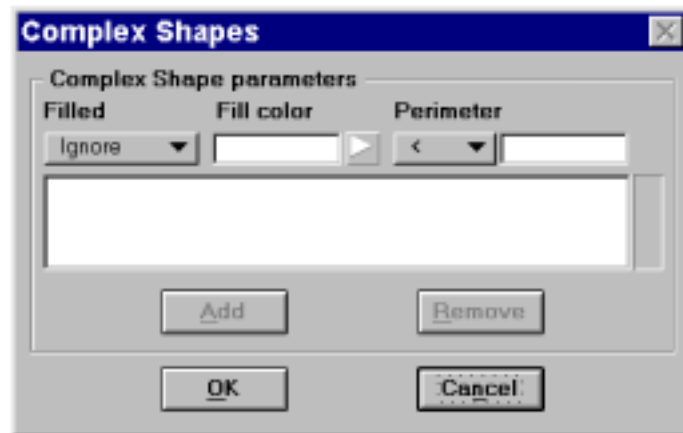 Complex Shapes
Complex Shape parameters
Filled Fill color Perimeter
Ignore <
Add Remove
OK Cancel